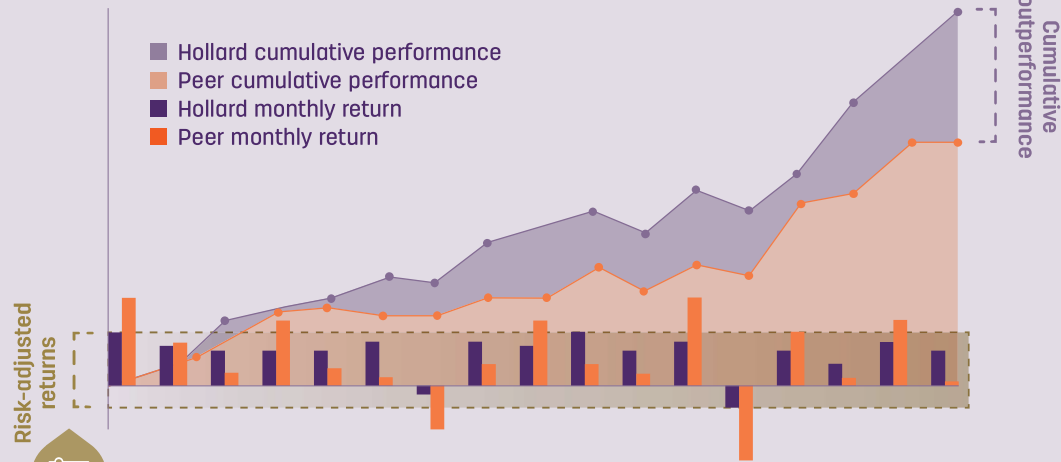 Hollard cumulative performance
Peer cumulative performance
Hollard monthly return
Peer monthly return
Cumulative
outperformance
Risk-adjusted
returns